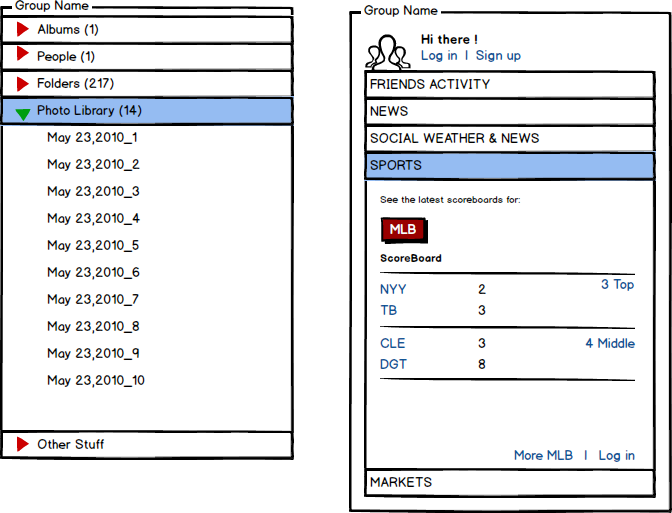 Group Name
Albums (1)
People (1)
Folders (217)
Photo Library (14)
May 23,2010_1
May 23,2010_2
May 23,2010_3
May 23,2010_4
May 23,2010_5
May 23,2010_6
May 23,2010_7
May 23,2010_8
May 23,2010_9
May 23,2010_10
Other Stuff
Group Name
Hi there !
Log in | Sign up
FRIENDS ACTIVITY
NEWS
SOCIAL WEATHER & NEWS
SPORTS
See the latest scoreboards for:
MLB
ScoreBoard
NYY 2 3 Top
TB 3
CLE 3 4 Middle
DGT 8
More MLB | Log in
MARKETS